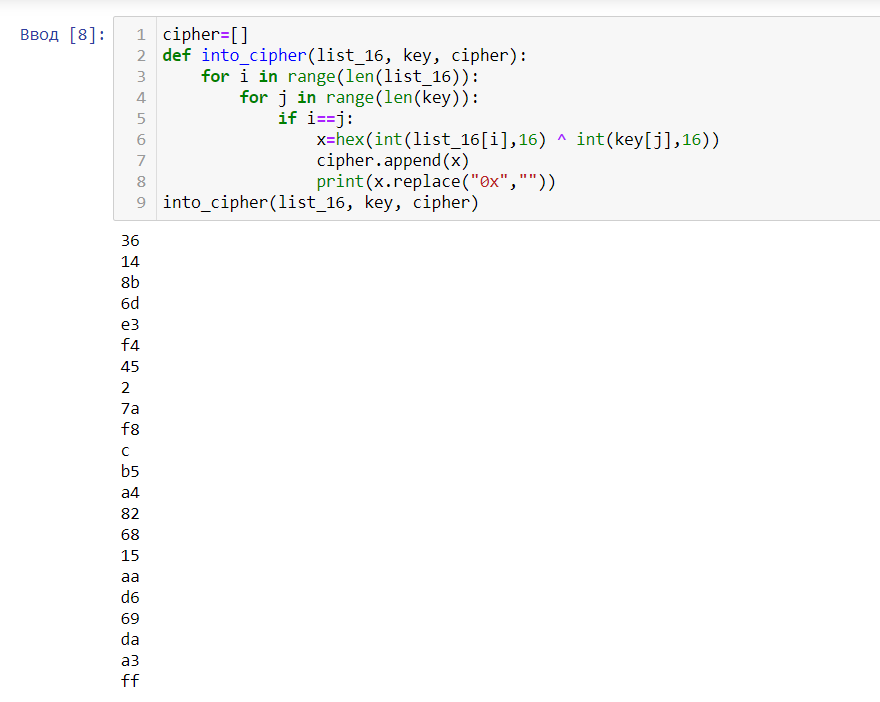 Ввод [8]:
1 cipher=[]
2 def into_cipher(list_16, key, cipher):
3     for i in range(len(list_16)):
4         for j in range(len(key)):
5             if i==j:
6                 x=hex(int(list_16[i],16) ^ int(key[j],16))
7                 cipher.append(x)
8                 print(x.replace("0x",""))
9 into_cipher(list_16, key, cipher)
36
14
8b
6d
e3
f4
45
2
7a
f8
c
b5
a4
82
68
15
aa
d6
69
da
a3
ff